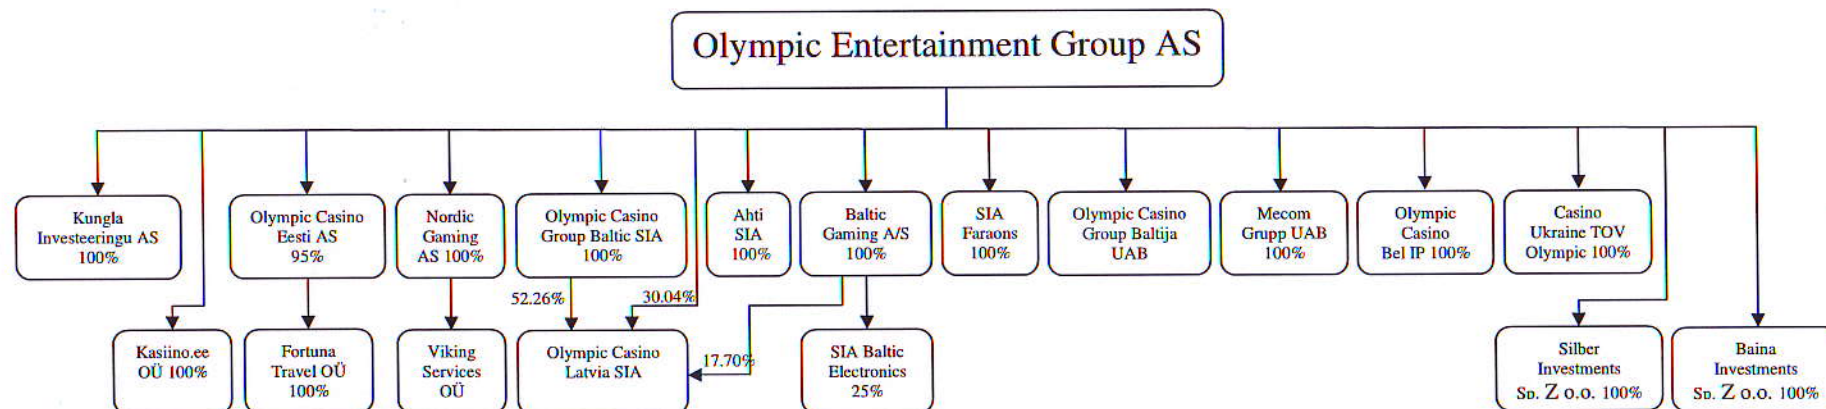 Olympic Entertainment Group AS
Kungla
Investeeringu AS
100%
Olympic Casino
Eesti AS
95%
Nordic
Gaming
AS 100%
Olympic Casino
Group Baltic SIA
100%
Ahti
SIA
100%
Baltic
Gaming A/S
100%
SIA
Faraons
100%
Olympic Casino
Group Baltija
UAB
Mecom
Grupp UAB
100%
Olympic
Casino
Bel IP 100%
Casino
Ukraine TOV
Olympic 100%
52.26%
30.04%
Kasiino.ee
OÜ 100%
Fortuna
Travel OÜ
100%
Viking
Services
OÜ
Olympic Casino
Latvia SIA
17.70%
SIA Baltic
Electronics
25%
Silber
Investments
Sp. Z o.o. 100%
Baina
Investments
Sp. Z o.o. 100%